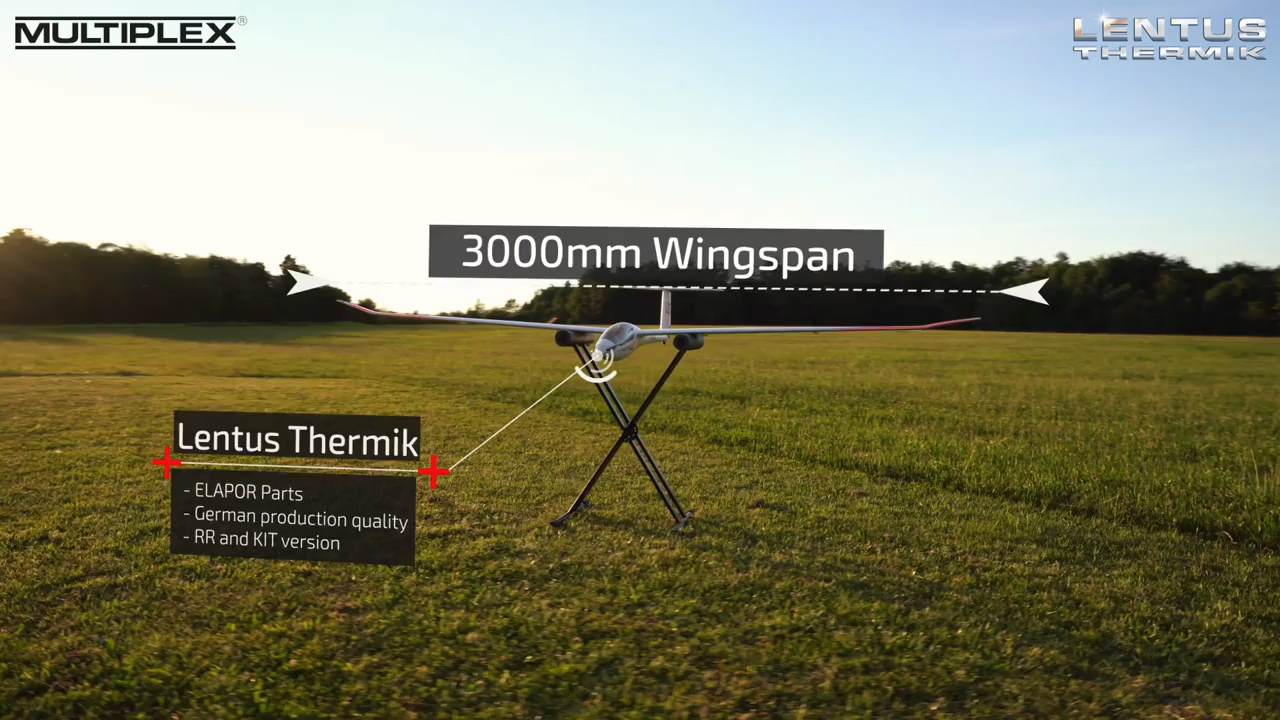 MULTIPLEX®
LENTUS
THERMIK
3000mm Wingspan
Lentus Thermik
- ELAPOR Parts
- German production quality
- RR and KIT version